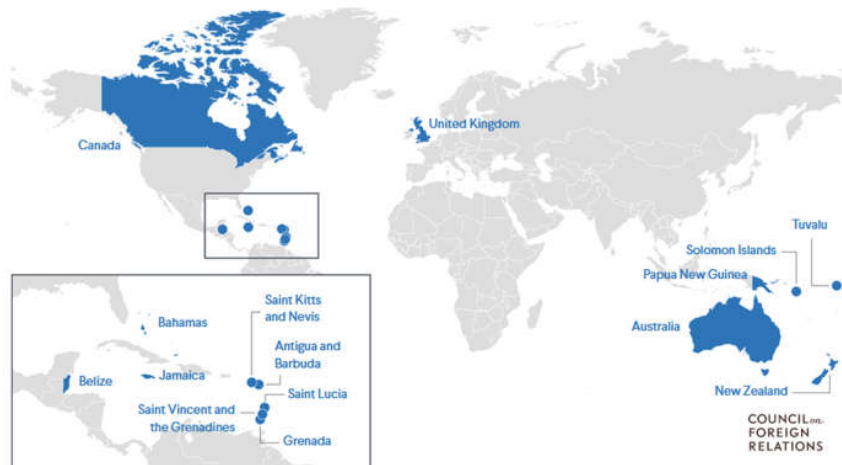 Canada
United Kingdom
Tuvalu
Solomon Islands
Papua New Guinea
Australia
New Zealand
Saint Kitts
and Nevis
Bahamas
Antigua and
Barbuda
Belize
Jamaica
Saint Lucia
Saint Vincent and
the Grenadines
Grenada
COUNCIL on
FOREIGN
RELATIONS